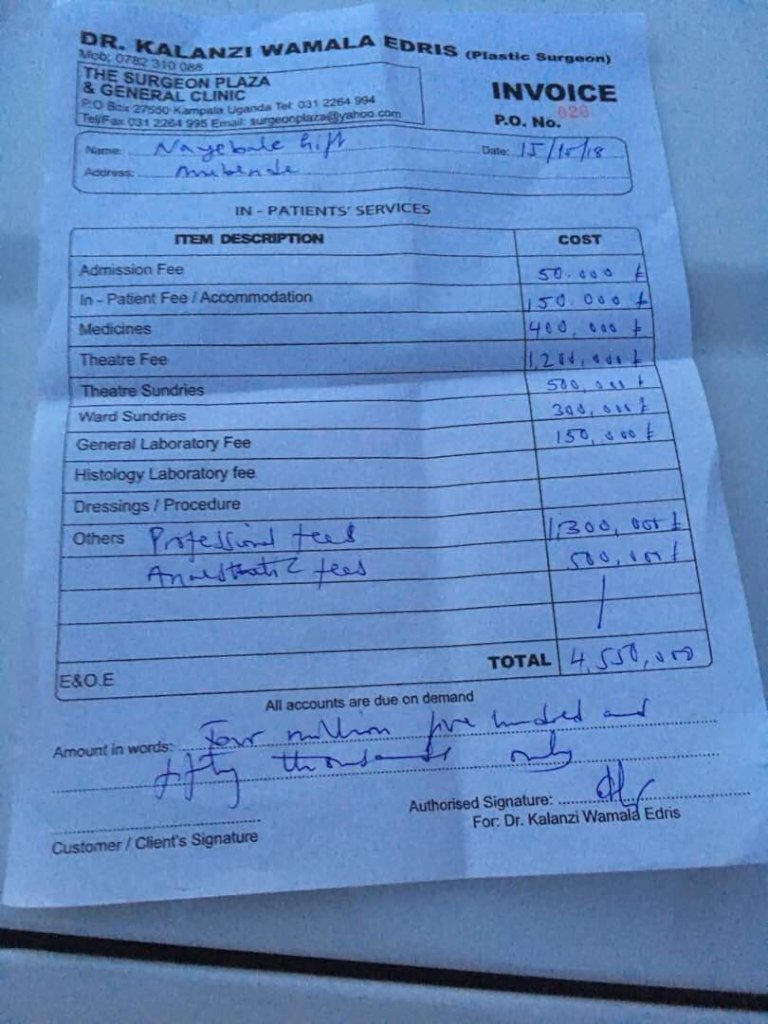 DR. KALANZI WAMALA EDRIS (Plastic Surgeon)
Mob: 0782 310 088
THE SURGEON PLAZA
& GENERAL CLINIC
P.O Box 27550 Kampala Uganda Tel: 031 2264 994
Tel/Fax 031 2264 995 Email: surgeonplaza@yahoo.com
INVOICE
P.O. No. 026
Name: Nayebale Gift Date: 15/10/18
Address: Mubende
IN - PATIENTS' SERVICES
ITEM DESCRIPTION COST
Admission Fee 50.000 /=
In - Patient Fee / Accommodation 150.000 /=
Medicines 400,000 /=
Theatre Fee 1,200,000 /=
Theatre Sundries 500,000 /=
Ward Sundries 300,000 /=
General Laboratory Fee 150,000 /=
Histology Laboratory fee
Dressings / Procedure
Others Professional fees 1,300,000 /=
Anaesthetic fees 500,000 /=
TOTAL 4,550,000
E&O.E
All accounts are due on demand
Amount in words: Four million five hundred and
fifty thousands only
Authorised Signature:
For: Dr. Kalanzi Wamala Edris
Customer / Client's Signature